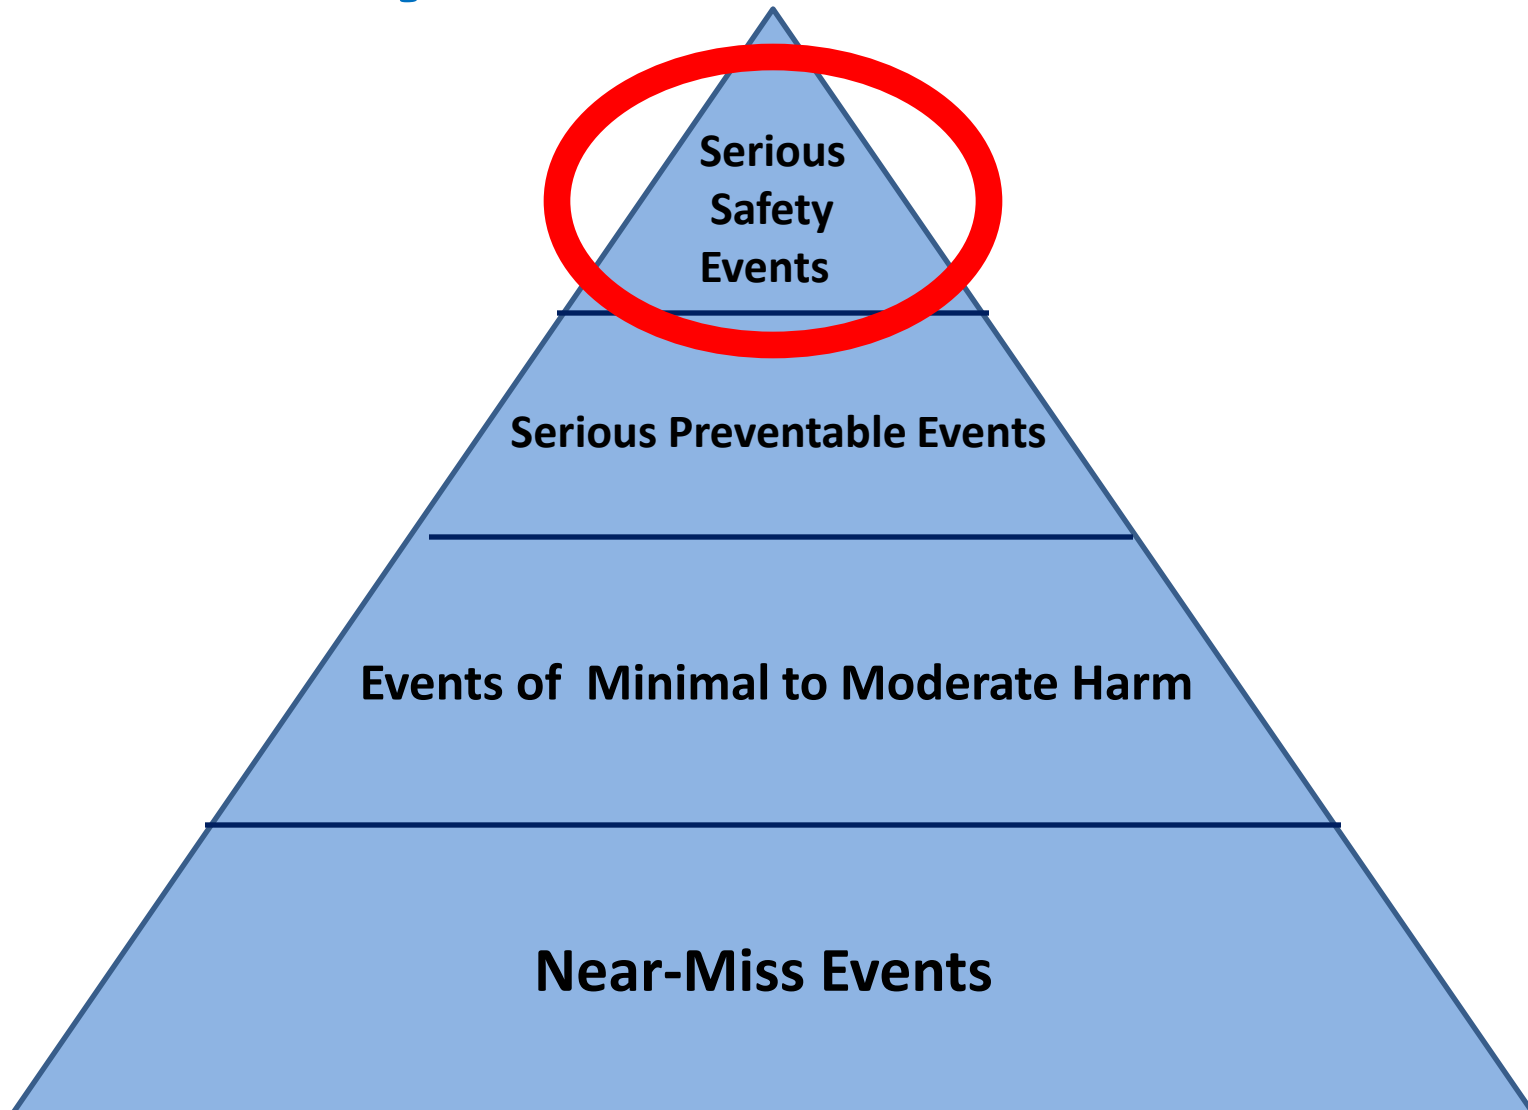 Serious
Safety
Events
Serious Preventable Events
Events of  Minimal to Moderate Harm
Near-Miss Events